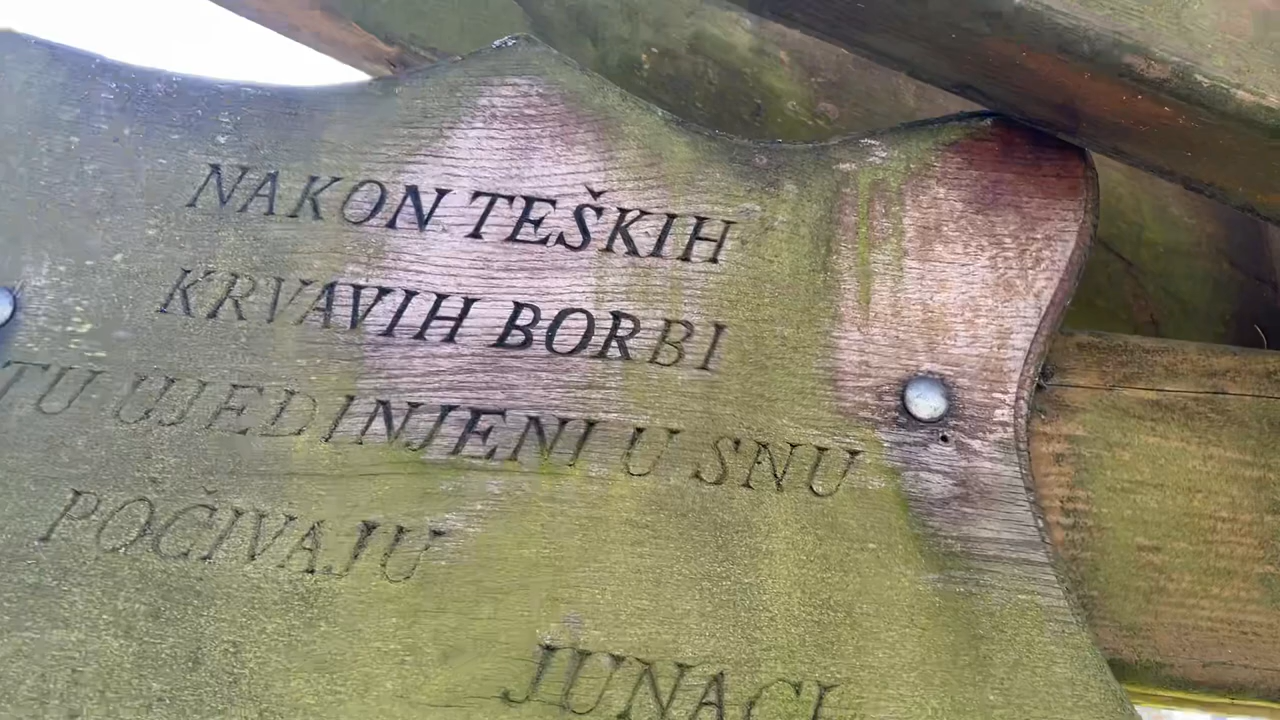 NAKON TEŠKIH
KRVAVIH BORBI
TU UJEDINJENI U SNU
POČIVAJU
JUNACI